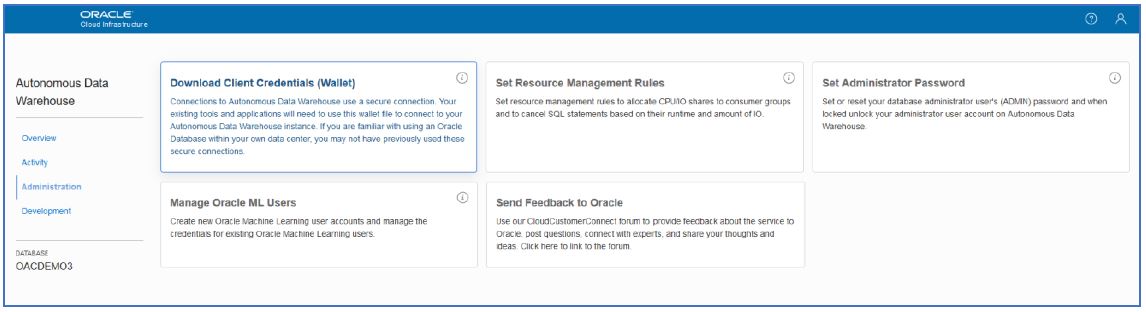 ORACLE
Cloud Infrastructure
Autonomous Data
Warehouse
Overview
Activity
Administration
Development
DATABASE
OACDEMO3
Download Client Credentials (Wallet)
Connections to Autonomous Data Warehouse use a secure connection. Your
existing tools and applications will need to use this wallet file to connect to your
Autonomous Data Warehouse instance. If you are familiar with using an Oracle
Database within your own data center, you may not have previously used these
secure connections.
Set Resource Management Rules
Set resource management rules to allocate CPU/IO shares to consumer groups
and to cancel SQL statements based on their runtime and amount of IO.
Set Administrator Password
Set or reset your database administrator user's (ADMIN) password and when
locked unlock your administrator user account on Autonomous Data
Warehouse.
Manage Oracle ML Users
Create new Oracle Machine Learning user accounts and manage the
credentials for existing Oracle Machine Learning users.
Send Feedback to Oracle
Use our CloudCustomerConnect forum to provide feedback about the service to
Oracle, post questions, connect with experts, and share your thoughts and
ideas. Click here to link to the forum.